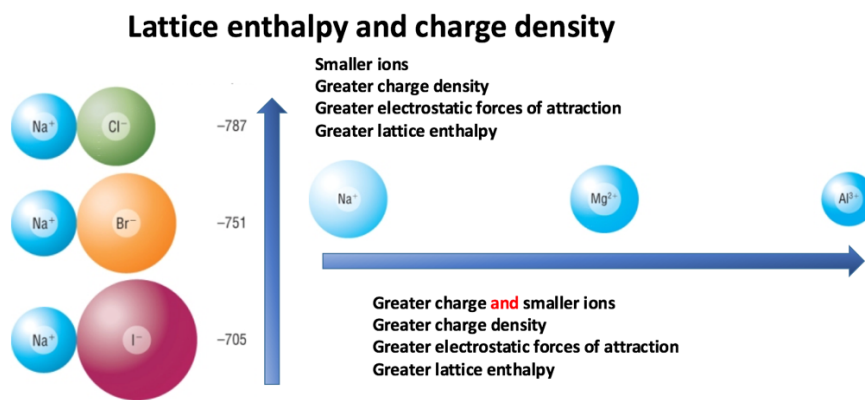 Lattice enthalpy and charge density
Smaller ions
Greater charge density
Greater electrostatic forces of attraction
Greater lattice enthalpy
Na⁺ Cl⁻ –787
Na⁺ Br⁻ –751
Na⁺ I⁻ –705
Na⁺ Mg²⁺ Al³⁺
Greater charge and smaller ions
Greater charge density
Greater electrostatic forces of attraction
Greater lattice enthalpy